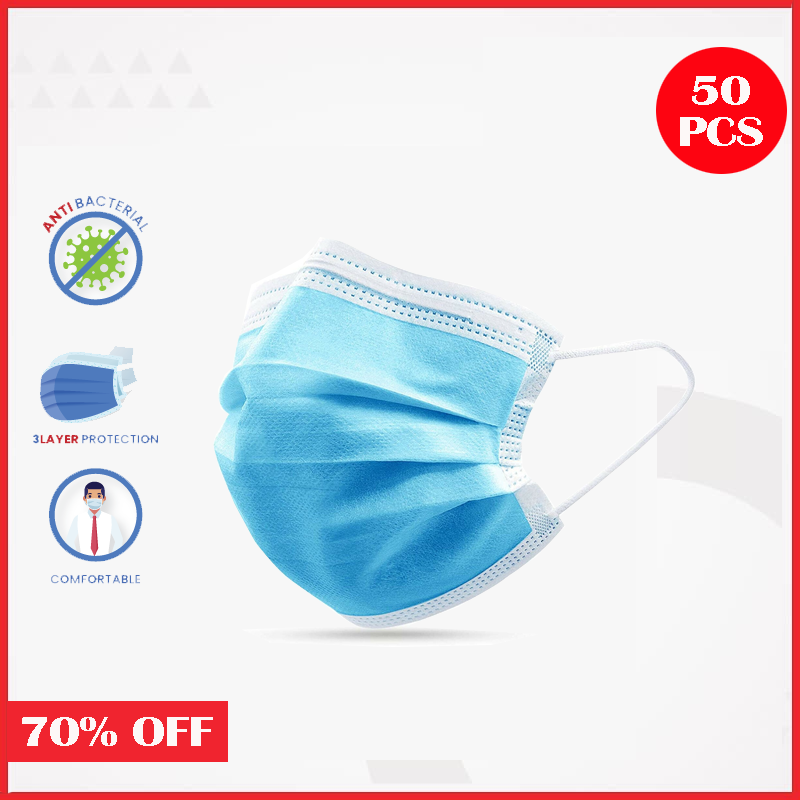 50
PCS
ANTI BACTERIAL
3LAYER PROTECTION
COMFORTABLE
70% OFF